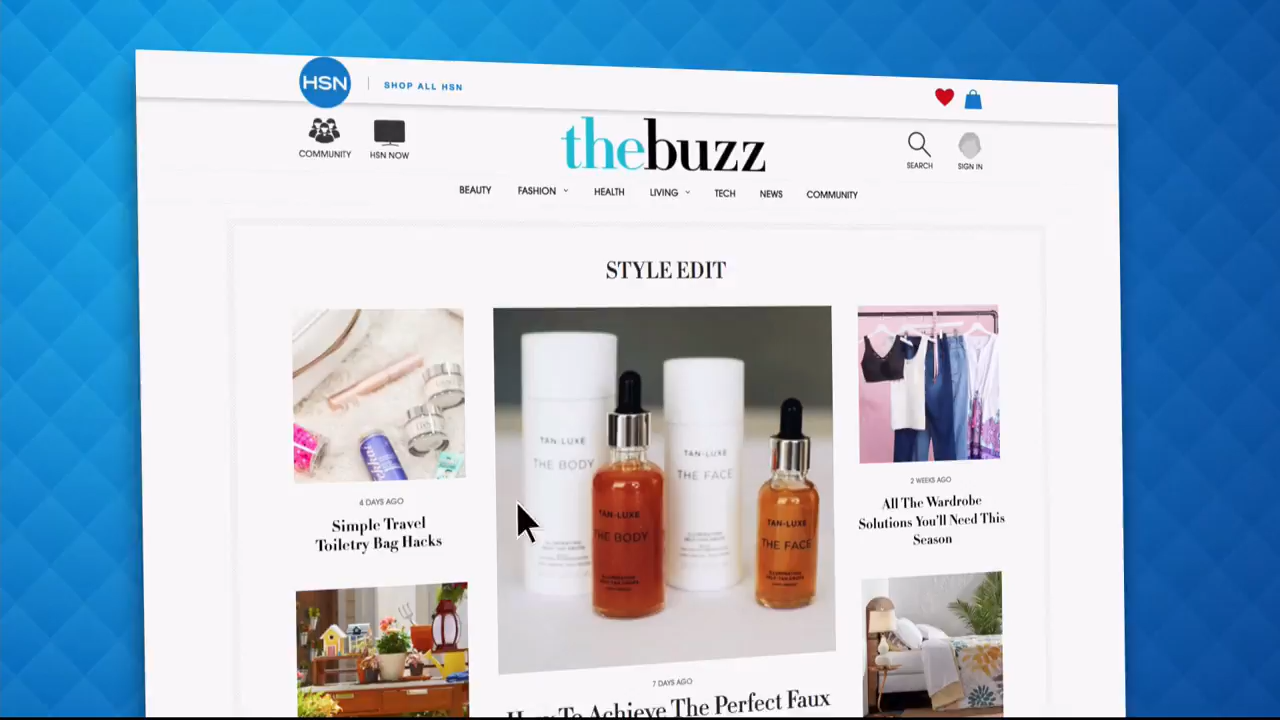 HSN
SHOP ALL HSN
COMMUNITY
HSN NOW
thebuzz
SEARCH
SIGN IN
BEAUTY
FASHION
HEALTH
LIVING
TECH
NEWS
COMMUNITY
STYLE EDIT
4 DAYS AGO
Simple Travel
Toiletry Bag Hacks
TAN-LUXE
THE BODY
TAN-LUXE
THE BODY
TAN-LUXE
THE FACE
TAN-LUXE
THE FACE
7 DAYS AGO
How To Achieve The Perfect Faux
2 WEEKS AGO
All The Wardrobe
Solutions You'll Need This
Season